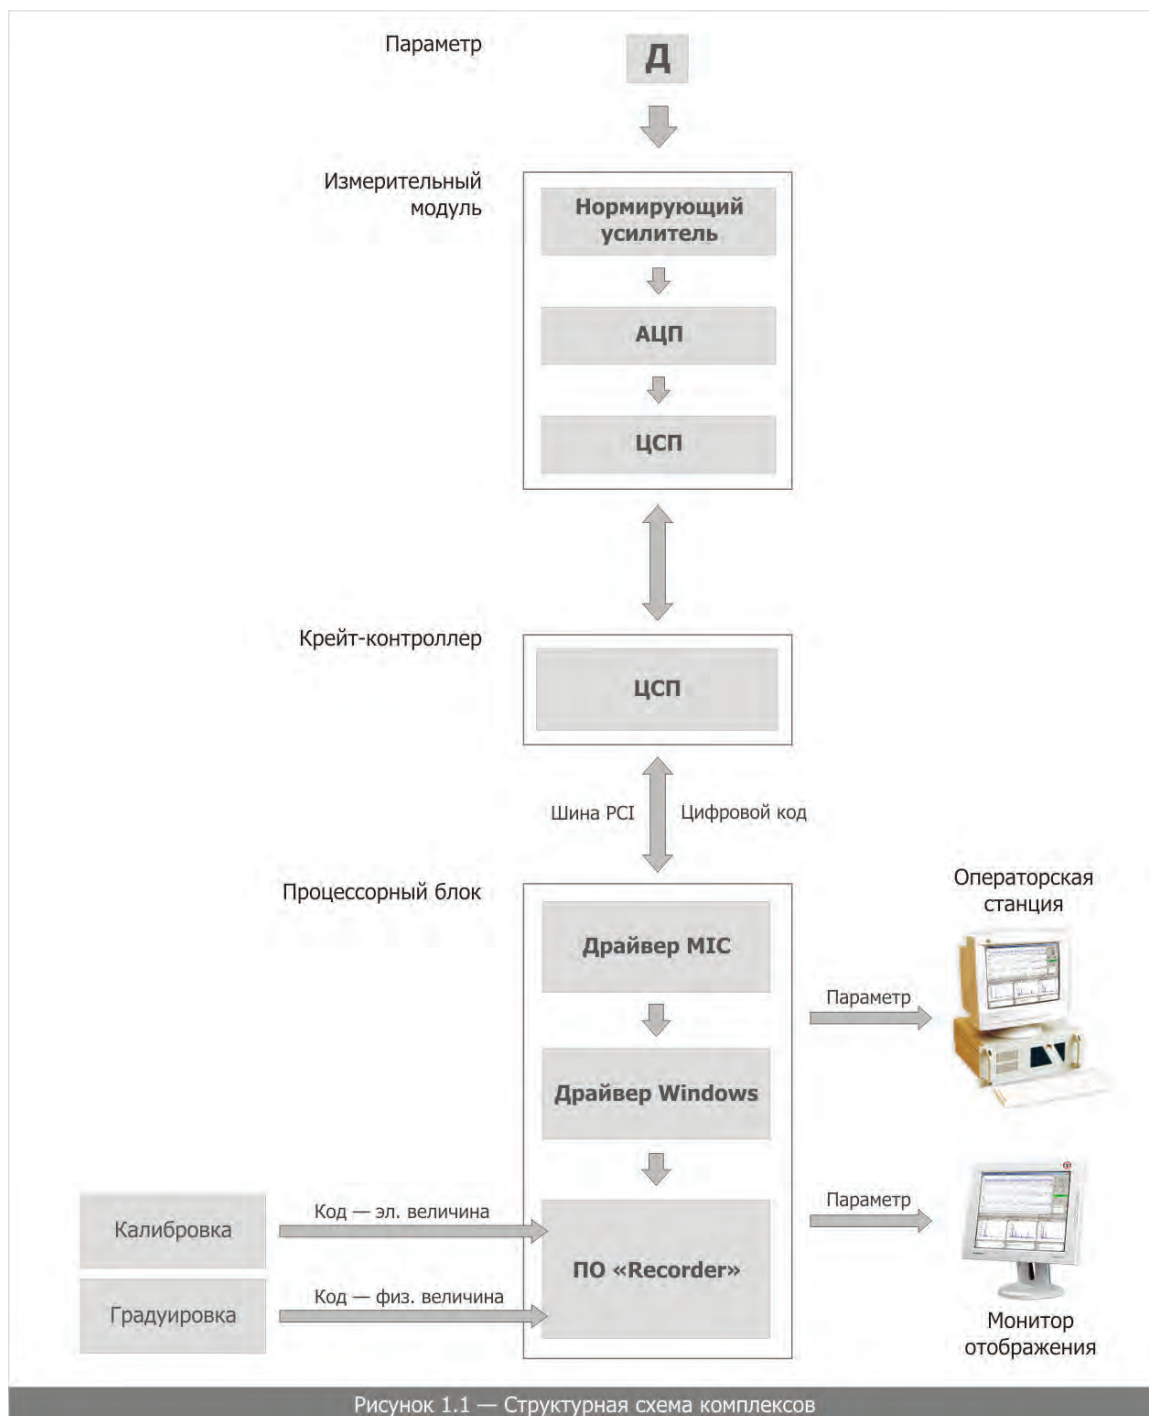 Параметр
Д
Измерительный
модуль
Нормирующий
усилитель
АЦП
ЦСП
Крейт-контроллер
ЦСП
Шина PCI
Цифровой код
Процессорный блок
Драйвер MIC
Операторская
станция
Параметр
Драйвер Windows
Калибровка
Код — эл. величина
ПО «Recorder»
Параметр
Градуировка
Код — физ. величина
Монитор
отображения
Рисунок 1.1 — Структурная схема комплексов